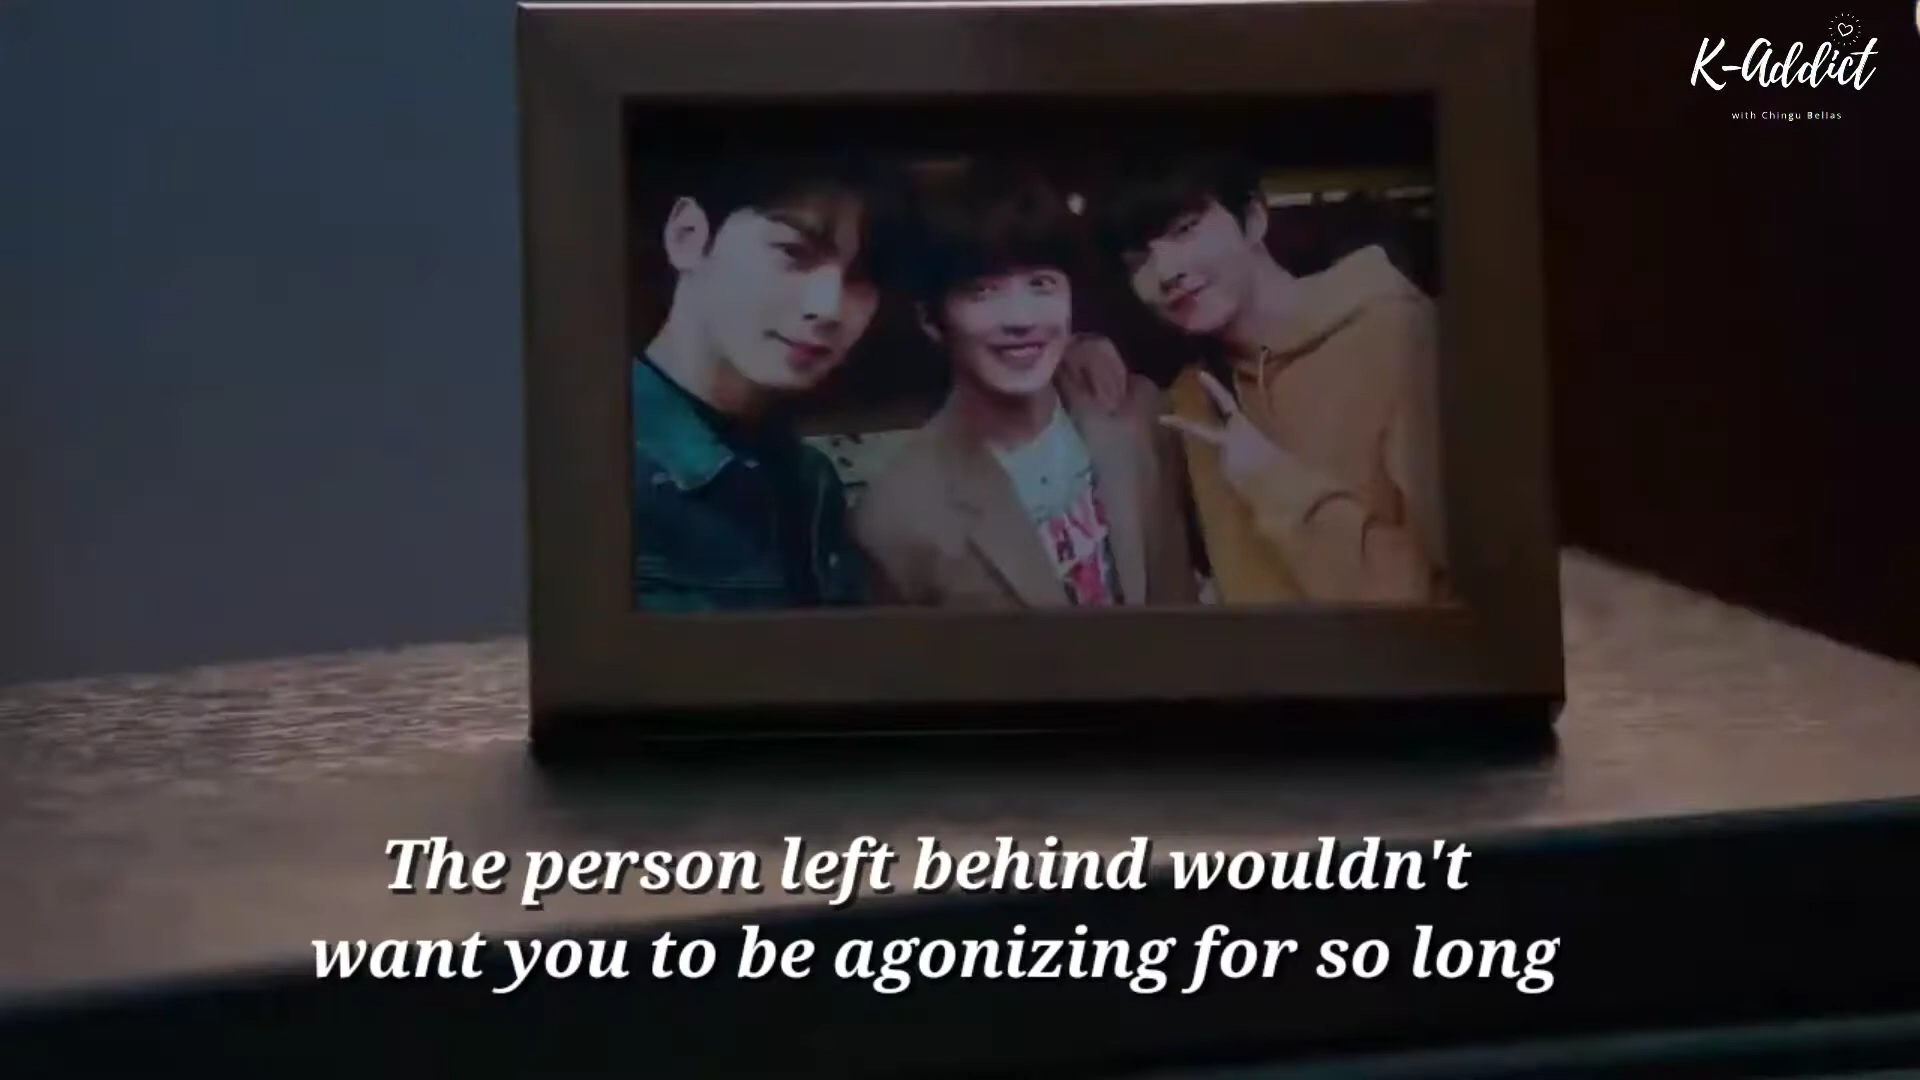 K-Addict
with Chingu Bellas
The person left behind wouldn't
want you to be agonizing for so long